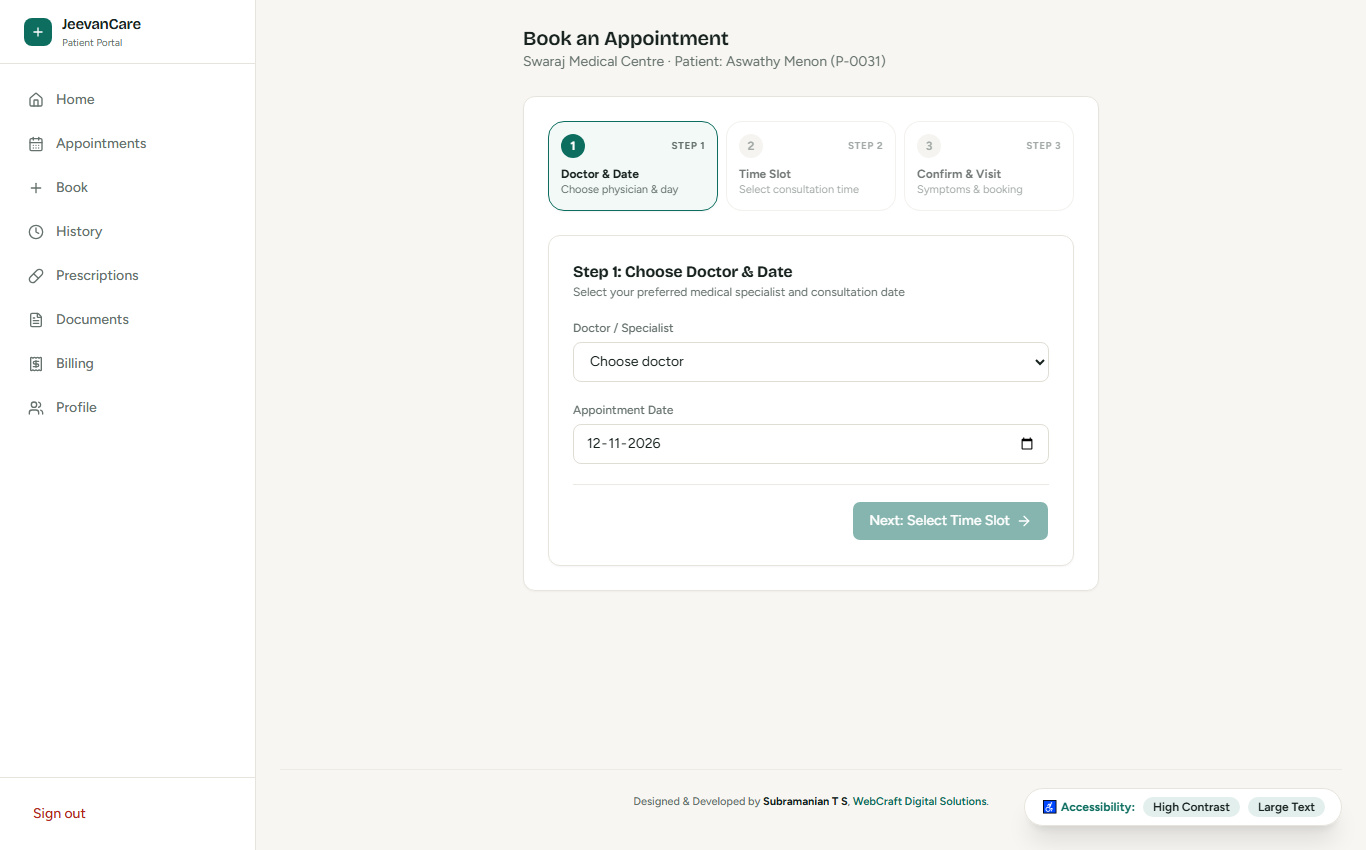 JeevanCare
Patient Portal
Home
Appointments
Book
History
Prescriptions
Documents
Billing
Profile
Sign out
Book an Appointment
Swaraj Medical Centre · Patient: Aswathy Menon (P-0031)
1 STEP 1
Doctor & Date
Choose physician & day
2 STEP 2
Time Slot
Select consultation time
3 STEP 3
Confirm & Visit
Symptoms & booking
Step 1: Choose Doctor & Date
Select your preferred medical specialist and consultation date
Doctor / Specialist
Choose doctor
Appointment Date
12-11-2026
Next: Select Time Slot →
Designed & Developed by Subramanian T S, WebCraft Digital Solutions.
♿ Accessibility: High Contrast Large Text